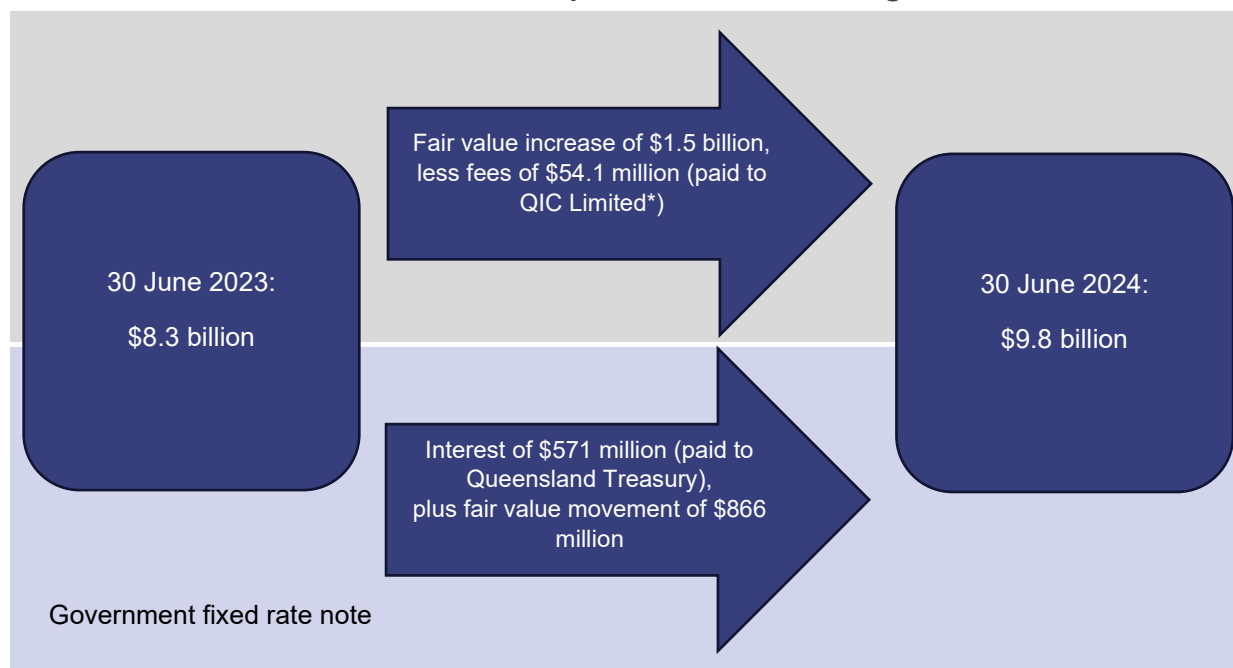 Fair value increase of $1.5 billion,
less fees of $54.1 million (paid to
QIC Limited*)
30 June 2023:
$8.3 billion
30 June 2024:
$9.8 billion
Interest of $571 million (paid to
Queensland Treasury),
plus fair value movement of $866
million
Government fixed rate note